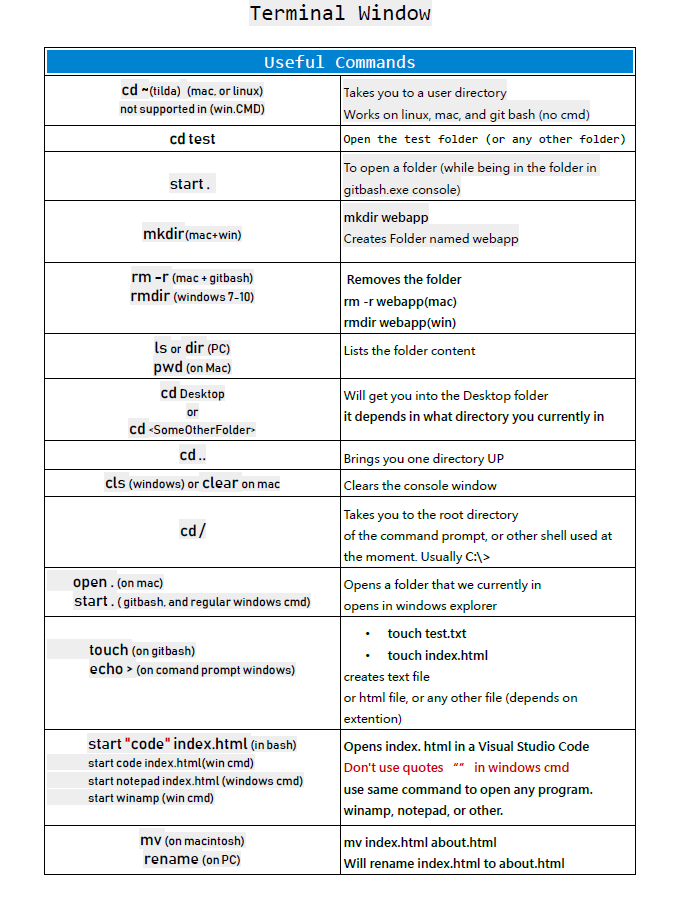 Terminal Window
Useful Commands
cd ~(tilda) (mac, or linux)
not supported in (win.CMD)
Takes you to a user directory
Works on linux, mac, and git bash (no cmd)
cd test
Open the test folder (or any other folder)
start .
To open a folder (while being in the folder in
gitbash.exe console)
mkdir(mac+win)
mkdir webapp
Creates Folder named webapp
rm -r (mac + gitbash)
rmdir (windows 7-10)
Removes the folder
rm -r webapp(mac)
rmdir webapp(win)
ls or dir (PC)
pwd (on Mac)
Lists the folder content
cd Desktop
or
cd <SomeOtherFolder>
Will get you into the Desktop folder
it depends in what directory you currently in
cd ..
Brings you one directory UP
cls (windows) or clear on mac
Clears the console window
cd /
Takes you to the root directory
of the command prompt, or other shell used at
the moment. Usually C:\>
open . (on mac)
start . ( gitbash, and regular windows cmd)
Opens a folder that we currently in
opens in windows explorer
touch (on gitbash)
echo > (on comand prompt windows)
• touch test.txt
• touch index.html
creates text file
or html file, or any other file (depends on
extention)
start "code" index.html (in bash)
start code index.html(win cmd)
start notepad index.html (windows cmd)
start winamp (win cmd)
Opens index. html in a Visual Studio Code
Don't use quotes “” in windows cmd
use same command to open any program.
winamp, notepad, or other.
mv (on macintosh)
rename (on PC)
mv index.html about.html
Will rename index.html to about.html